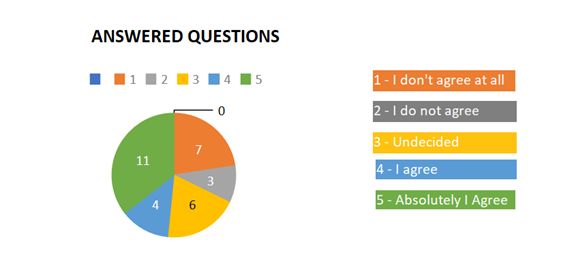 ANSWERED QUESTIONS
1 2 3 4 5
0
7
3
6
4
11
1 - I don't agree at all
2 - I do not agree
3 - Undecided
4 - I agree
5 - Absolutely I Agree